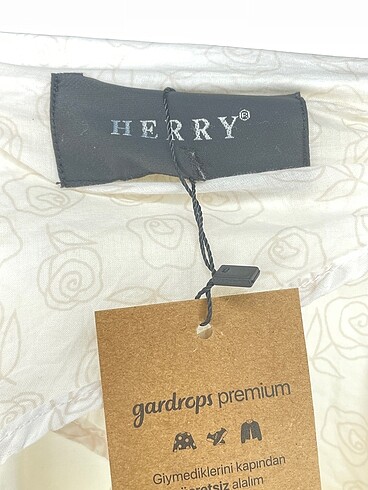 HERRY®
gardrops premium
Giymediklerini kapından
ücretsiz alalım